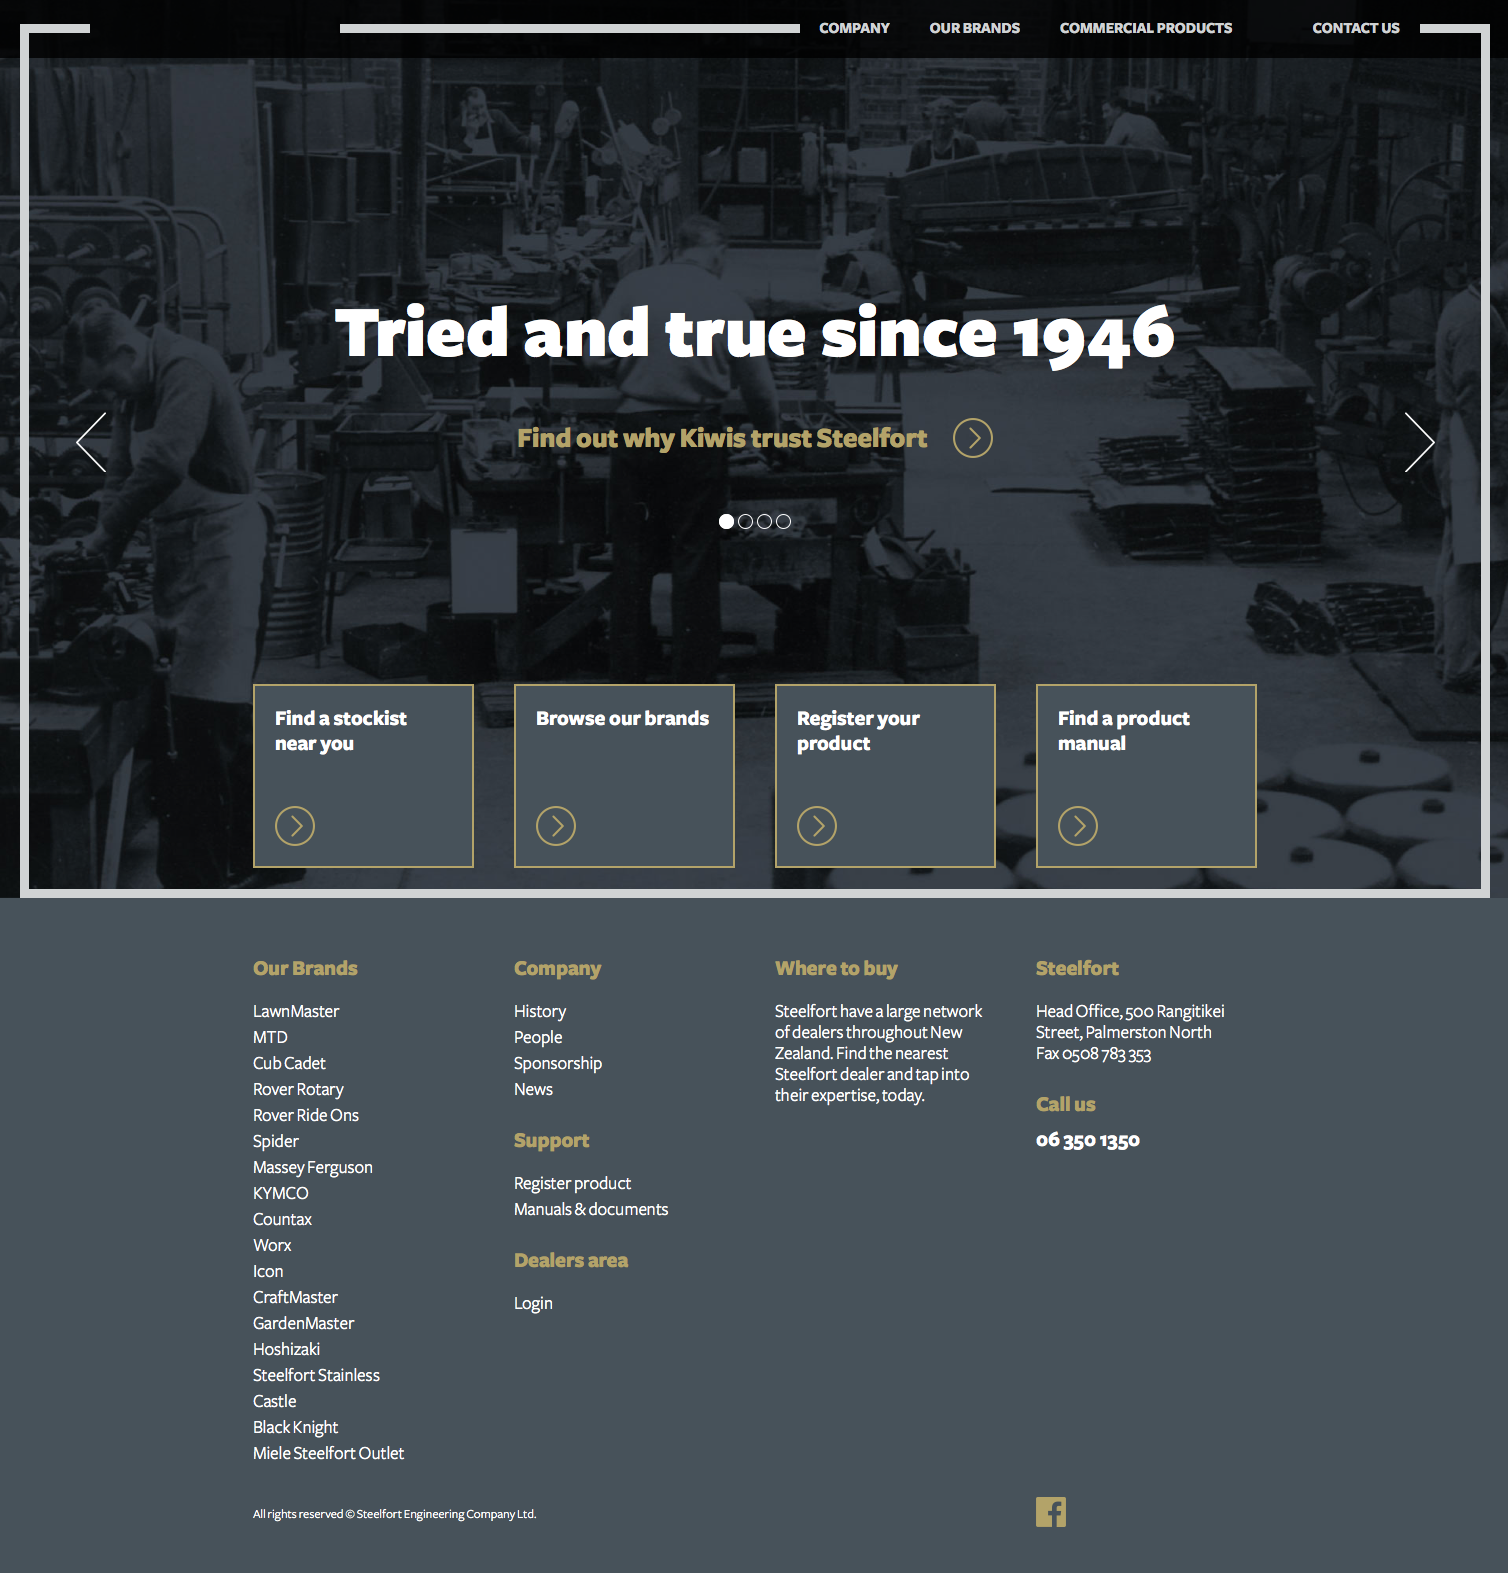 COMPANY OUR BRANDS COMMERCIAL PRODUCTS CONTACT US
Tried and true since 1946
Find out why Kiwis trust Steelfort
Find a stockist
near you
Browse our brands
Register your
product
Find a product
manual
Our Brands
LawnMaster
MTD
Cub Cadet
Rover Rotary
Rover Ride Ons
Spider
Massey Ferguson
KYMCO
Countax
Worx
Icon
CraftMaster
GardenMaster
Hoshizaki
Steelfort Stainless
Castle
Black Knight
Miele Steelfort Outlet
Company
History
People
Sponsorship
News
Support
Register product
Manuals & documents
Dealers area
Login
Where to buy
Steelfort have a large network
of dealers throughout New
Zealand. Find the nearest
Steelfort dealer and tap into
their expertise, today.
Steelfort
Head Office, 500 Rangitikei
Street, Palmerston North
Fax 0508 783 353
Call us
06 350 1350
All rights reserved © Steelfort Engineering Company Ltd.